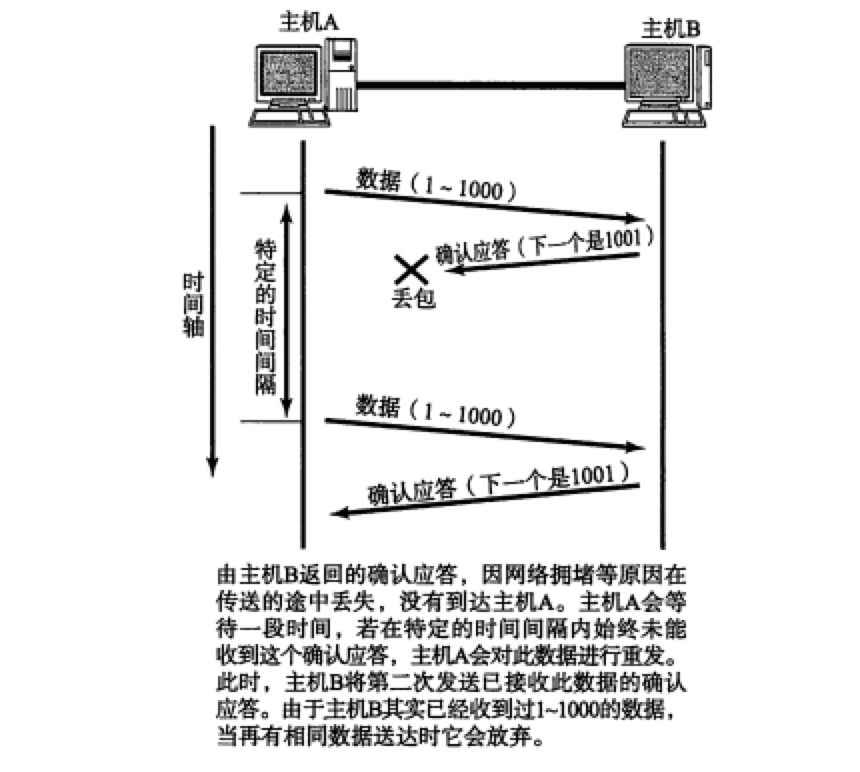 主机A
主机B
数据（1~1000）
确认应答（下一个是1001）
丢包
特定的时间间隔
时间轴
数据（1~1000）
确认应答（下一个是1001）
由主机B返回的确认应答，因网络拥堵等原因在
传送的途中丢失，没有到达主机A。主机A会等
待一段时间，若在特定的时间间隔内始终未能
收到这个确认应答，主机A会对此数据进行重发。
此时，主机B将第二次发送已接收此数据的确认
应答。由于主机B其实已经收到过1~1000的数据，
当再有相同数据送达时它会放弃。